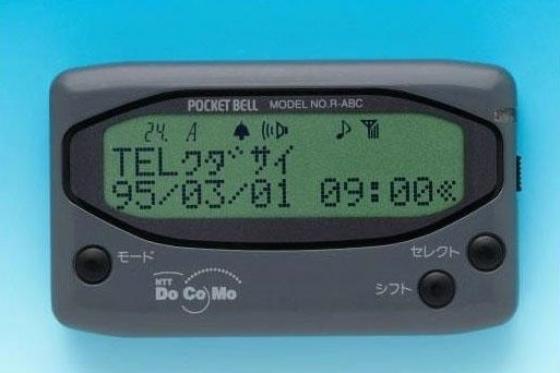 POCKET BELL MODEL NO.R-ABC
24. A
TELクダサイ
95/03/01 09:00
モード
セレクト
シフト
NTT
DoCoMo